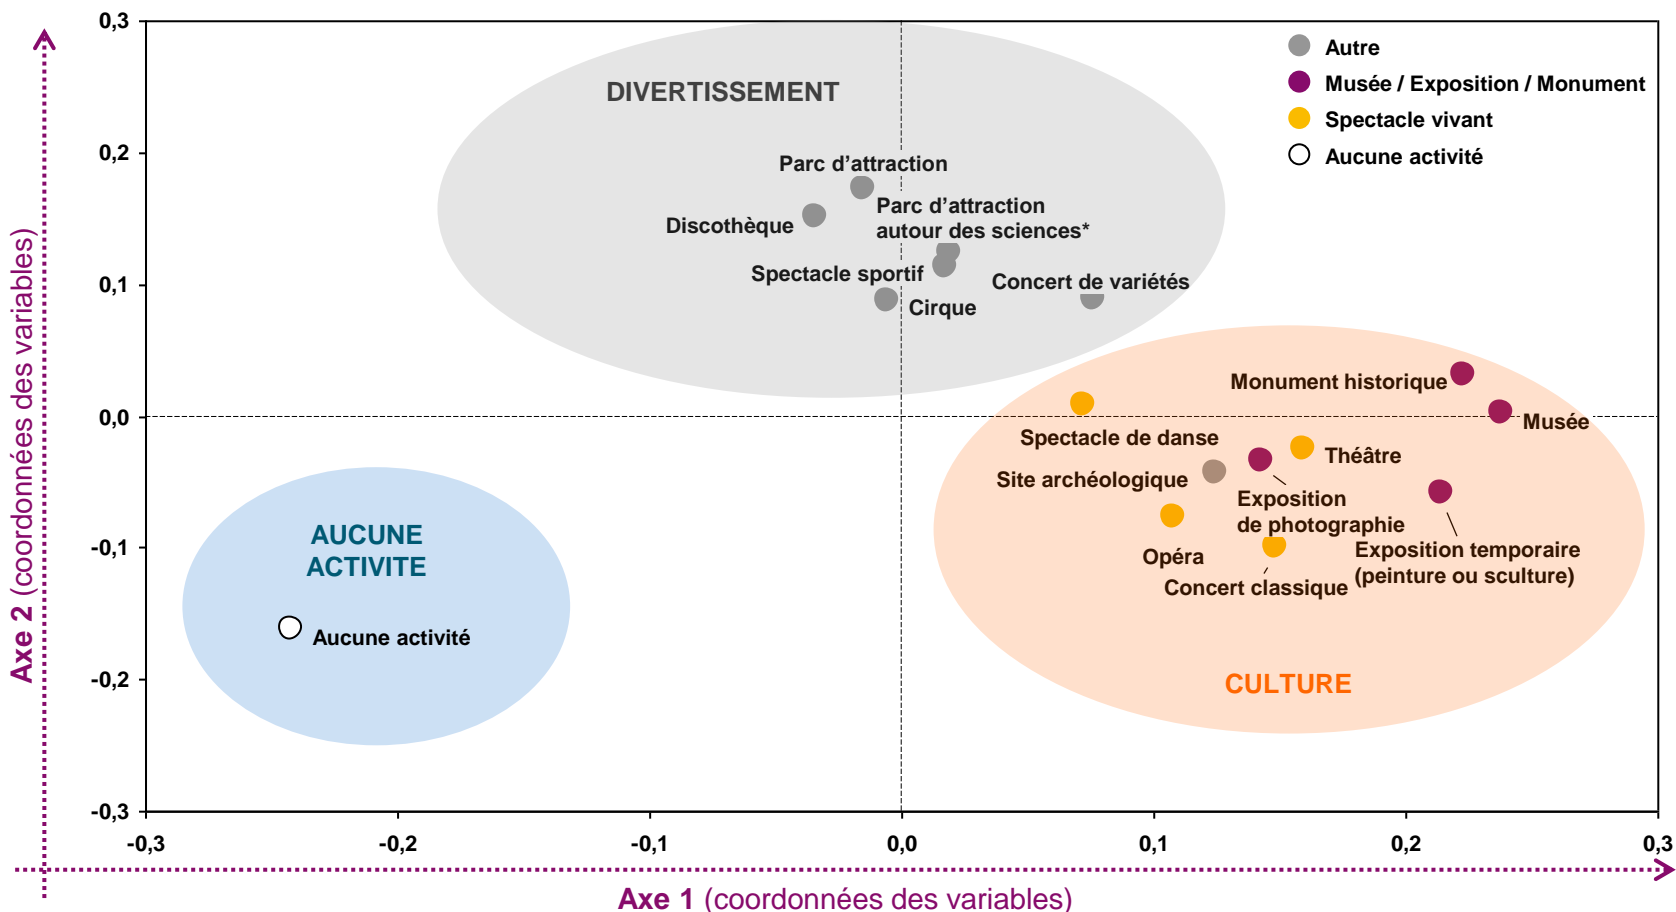 0,3
0,2
0,1
0,0
-0,1
-0,2
-0,3
Axe 2 (coordonnées des variables)
DIVERTISSEMENT
Autre
Musée / Exposition / Monument
Spectacle vivant
Aucune activité
Parc d’attraction
Parc d’attraction
autour des sciences*
Discothèque
Spectacle sportif
Concert de variétés
Cirque
Monument historique
Musée
Spectacle de danse
Théâtre
Site archéologique
Exposition
de photographie
Opéra
Exposition temporaire
(peinture ou sculture)
Concert classique
CULTURE
AUCUNE
ACTIVITE
Aucune activité
-0,3
-0,2
-0,1
0,0
0,1
0,2
0,3
Axe 1 (coordonnées des variables)